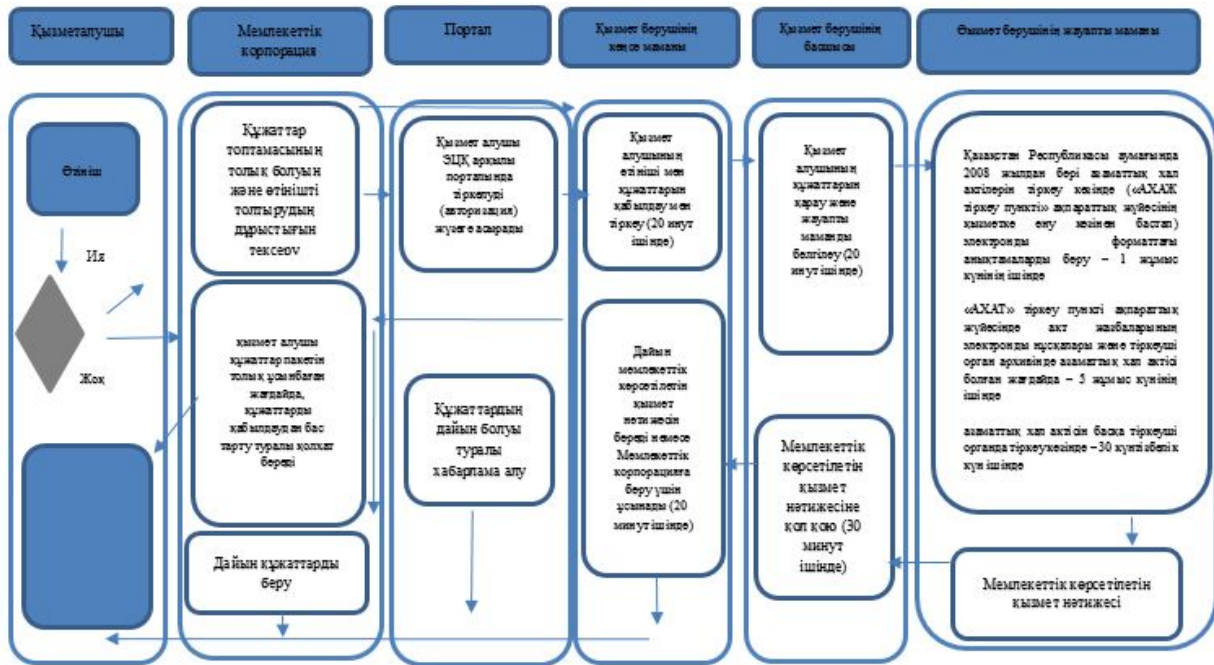 Қызметалушы
Мемлекеттік
корпорация
Портал
Қызмет берушінің
кеңсе маманы
Қызмет берушінің
басшысы
Өызмет берушінің жауапты маманы
Өтініш
Ия
Жоқ
Құжаттар
топтамасының
толық болуын
және өтінішті
толтырудың
дұрыстығын
тексеру
қызмет алушы
құжаттар пакетін
толық ұсынбаған
жағдайда,
құжаттарды
қабылдаудан бас
тарту туралы қолхат
береді
Дайын құжаттарды
беру
Қызмет алушы
ЭЦҚ арқылы
порталында
тіркелуді
(авторизация)
жүзеге асырады
Құжаттардың
дайын болуы
туралы
хабарлама алу
Қызмет
алушының
өтініші мен
құжаттарын
қабылдау мен
тіркеу (20 инут
ішінде)
Дайын
мемлекеттік
көрсетілетін
қызмет
нәтижесін
береді немесе
Мемлекеттік
корпорацияға
беру үшін
ұсынады (20
минут ішінде)
Қызмет
алушының
құжаттарын
қарау және
жауапты
маманды
белгілеу (20
инут ішінде)
Мемлекеттік
көрсетілетін
қызмет
нәтижесіне
қол қою (30
минут
ішінде)
Қазақстан Республикасы аумағында
2008 жылдан бері азаматтық хал
актілерін тіркеу кезінде («АХАЖ
тіркеу пункті» ақпараттық жүйесінің
қызметке ену кезінен бастап)
электронды форматтағы
анықтамаларды беру – 1 жұмыс
күнінің ішінде
«АХАТ» тіркеу пункті ақпараттық
жүйесінде акт жазбаларының
электронды нұсқалары және тіркеуші
орган архивінде азаматтық хал актісі
болған жағдайда – 5 жұмыс күнінің
ішінде
азаматтық хал актісін басқа тіркеуші
органда тіркеу кезінде – 30 күнтізбелік
күн ішінде
Мемлекеттік көрсетілетін
қызмет нәтижесі